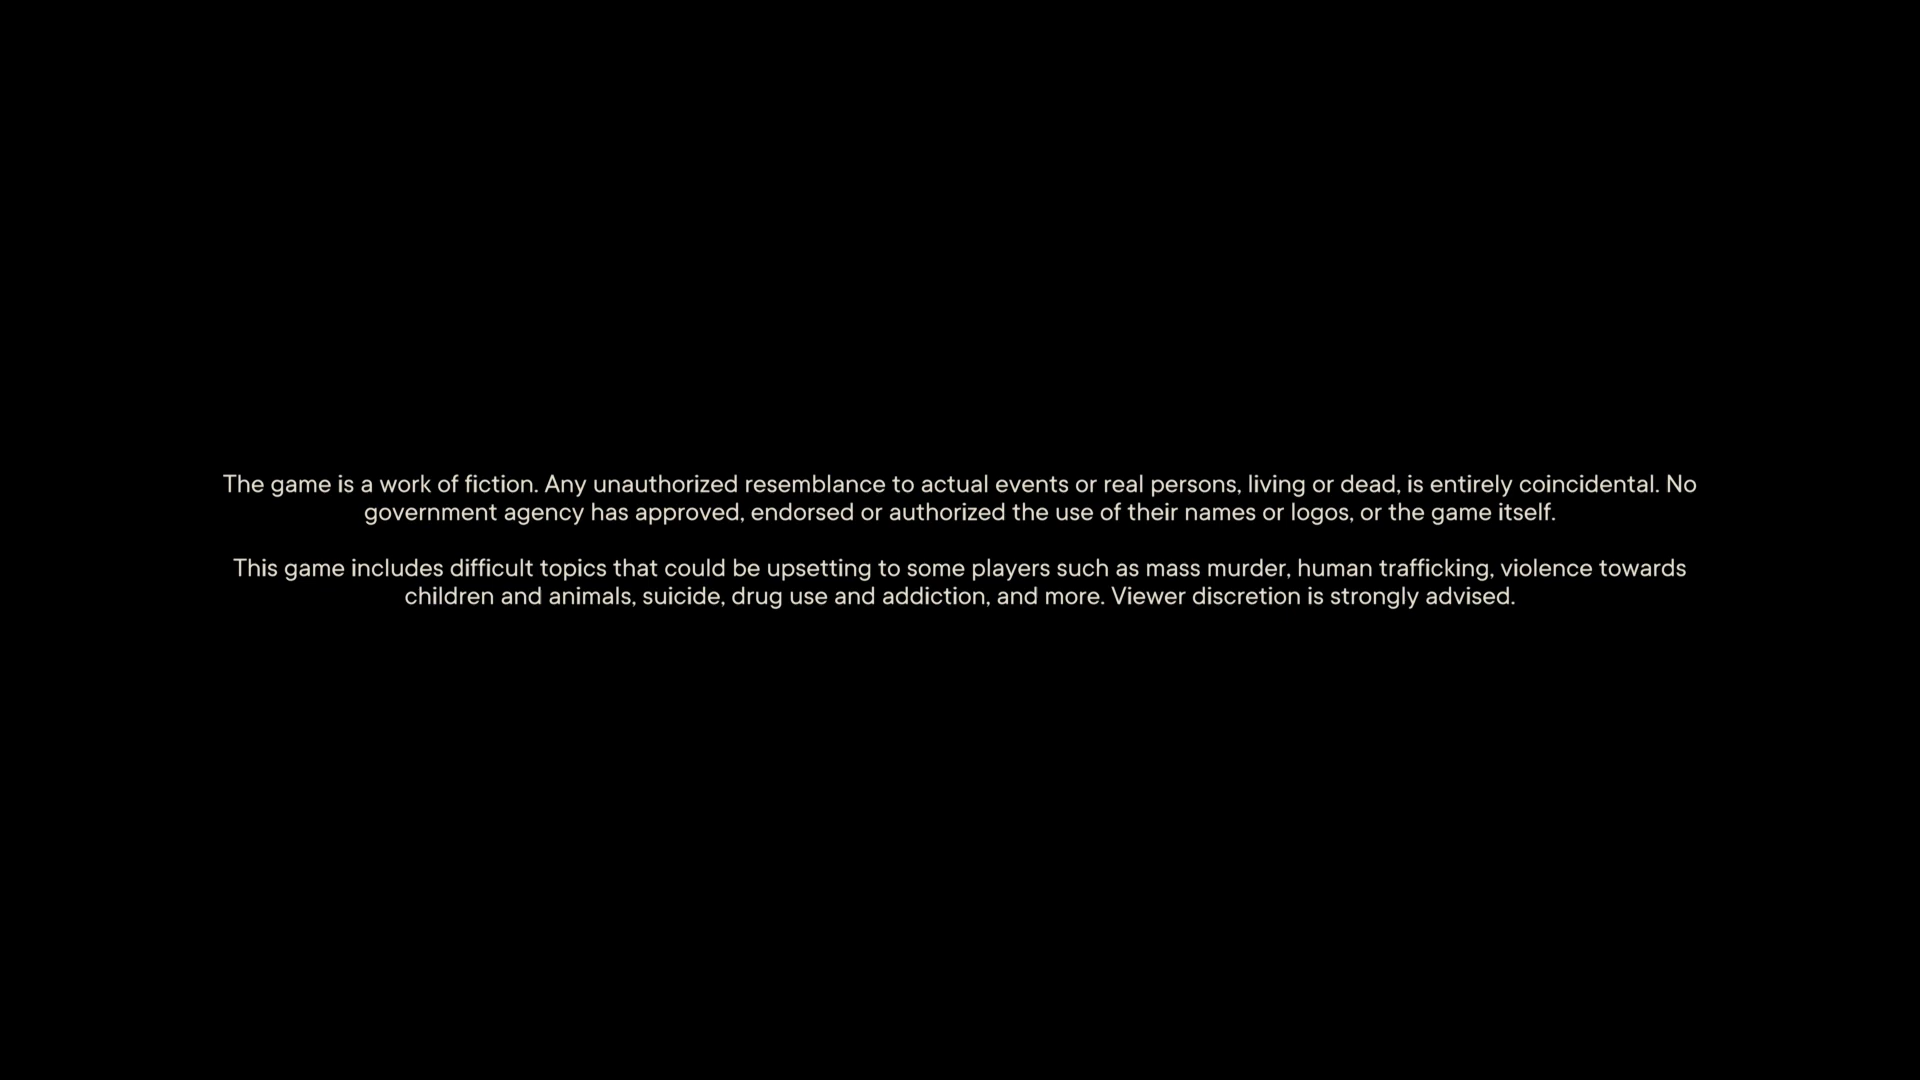 The game is a work of fiction. Any unauthorized resemblance to actual events or real persons, living or dead, is entirely coincidental. No
government agency has approved, endorsed or authorized the use of their names or logos, or the game itself.
This game includes difficult topics that could be upsetting to some players such as mass murder, human trafficking, violence towards
children and animals, suicide, drug use and addiction, and more. Viewer discretion is strongly advised.